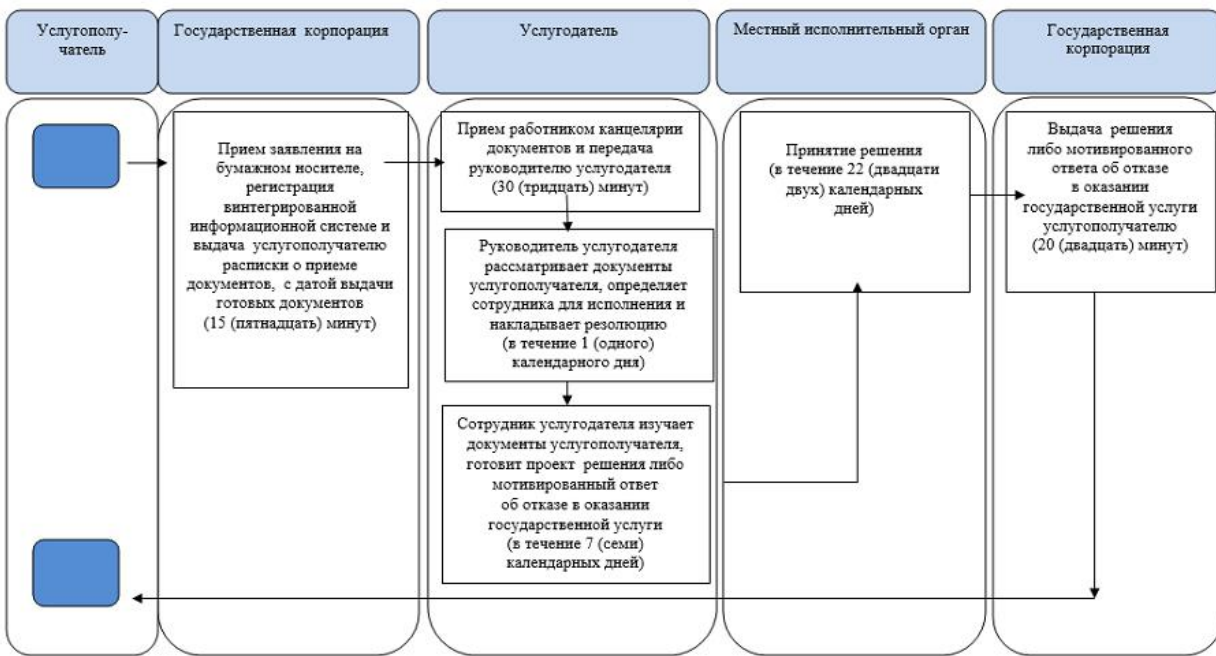 Услугополу-
чатель
Государственная корпорация
Услугодатель
Местный исполнительный орган
Государственная
корпорация
Прием заявления на
бумажном носителе,
регистрация
винтегрированной
информационной системе и
выдача услугополучателю
расписки о приеме
документов, с датой выдачи
готовых документов
(15 (пятнадцать) минут)
Прием работником канцелярии
документов и передача
руководителю услугодателя
(30 (тридцать) минут)
Руководитель услугодателя
рассматривает документы
услугополучателя, определяет
сотрудника для исполнения и
накладывает резолюцию
(в течение 1 (одного)
календарного дня)
Сотрудник услугодателя изучает
документы услугополучателя,
готовит проект решения либо
мотивированный ответ
об отказе в оказании
государственной услуги
(в течение 7 (семи)
календарных дней)
Принятие решения
(в течение 22 (двадцати
двух) календарных
дней)
Выдача решения
либо мотивированного
ответа об отказе
в оказании
государственной услуги
услугополучателю
(20 (двадцать) минут)